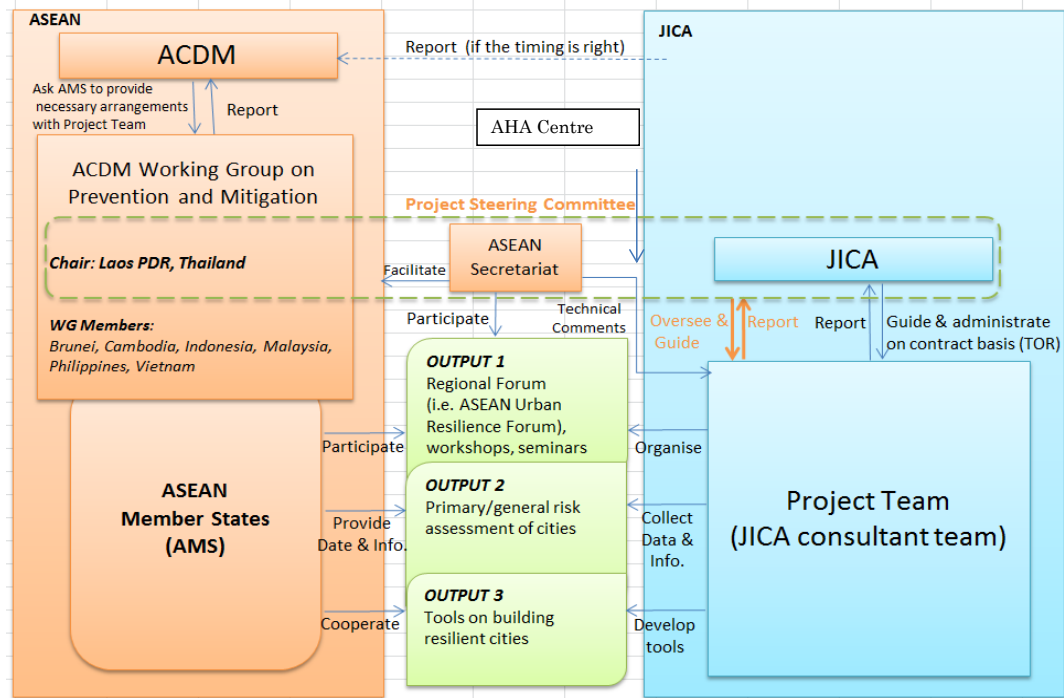 ASEAN
ACDM
Ask AMS to provide
necessary arrangements
with Project Team
Report
Report (if the timing is right)
JICA
AHA Centre
ACDM Working Group on
Prevention and Mitigation
Project Steering Committee
Chair: Laos PDR, Thailand
Facilitate
ASEAN
Secretariat
JICA
WG Members:
Brunei, Cambodia, Indonesia, Malaysia,
Philippines, Vietnam
Participate
Technical
Comments
Oversee &
Guide
Report
Report
Guide & administrate
on contract basis (TOR)
ASEAN
Member States
(AMS)
Participate
OUTPUT 1
Regional Forum
(i.e. ASEAN Urban
Resilience Forum),
workshops, seminars
Organise
Provide
Date & Info.
OUTPUT 2
Primary/general risk
assessment of cities
Collect
Data &
Info.
Cooperate
OUTPUT 3
Tools on building
resilient cities
Develop
tools
Project Team
(JICA consultant team)